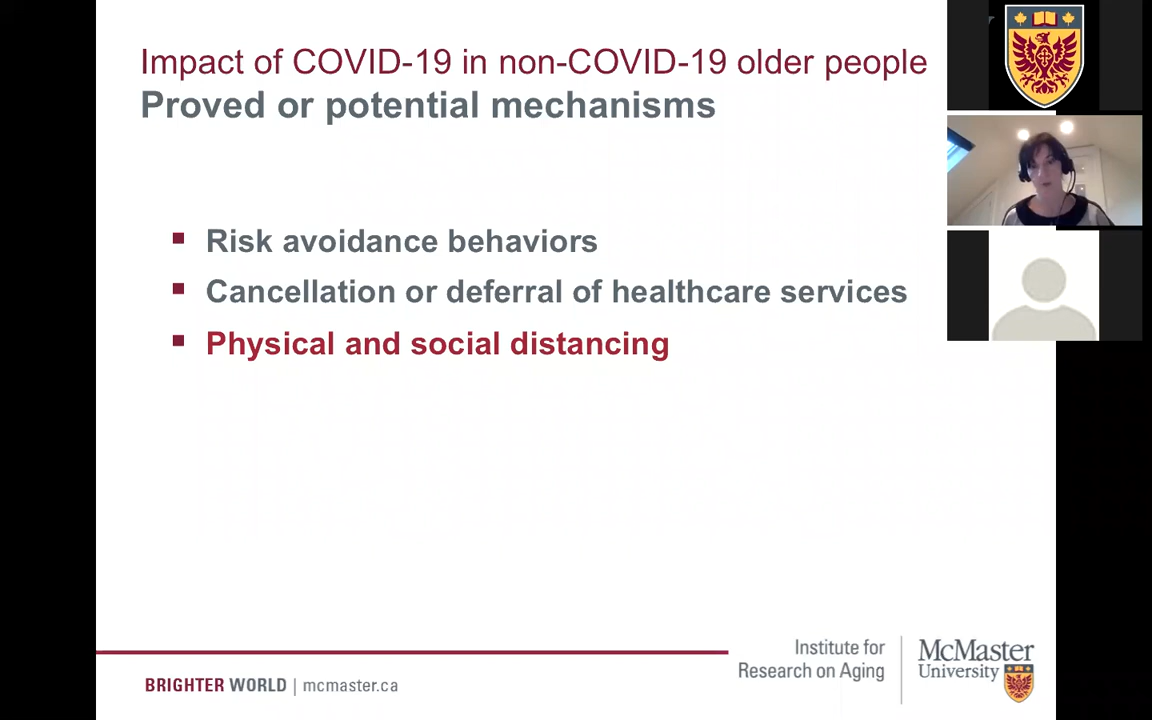 Impact of COVID-19 in non-COVID-19 older people
Proved or potential mechanisms
Risk avoidance behaviors
Cancellation or deferral of healthcare services
Physical and social distancing
BRIGHTER WORLD | mcmaster.ca
Institute for
Research on Aging
McMaster
University